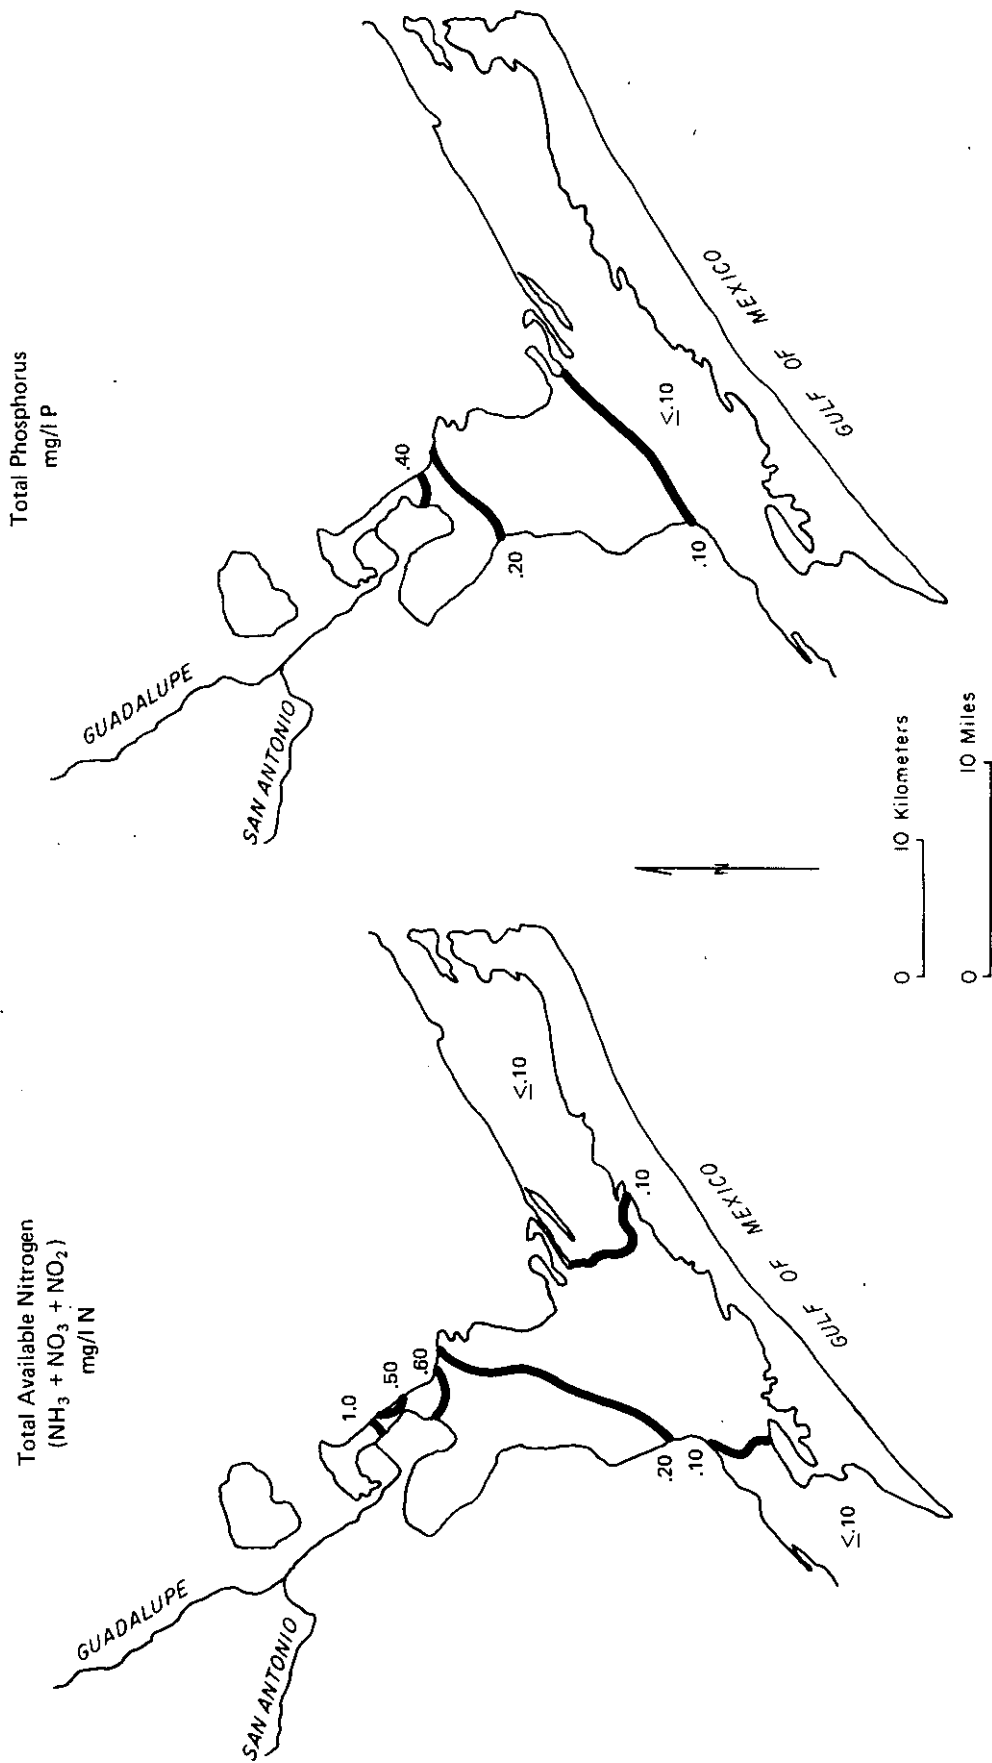 Total Available Nitrogen
(NH₃ + NO₃ + NO₂)
mg/l N
GUADALUPE
SAN ANTONIO
1.0
.50
.60
.20
.10
≤.10
.10
≤.10
GULF OF MEXICO
Total Phosphorus
mg/l P
GUADALUPE
SAN ANTONIO
.40
.20
.10
≤.10
GULF OF MEXICO
N
0 10 Kilometers
0 10 Miles